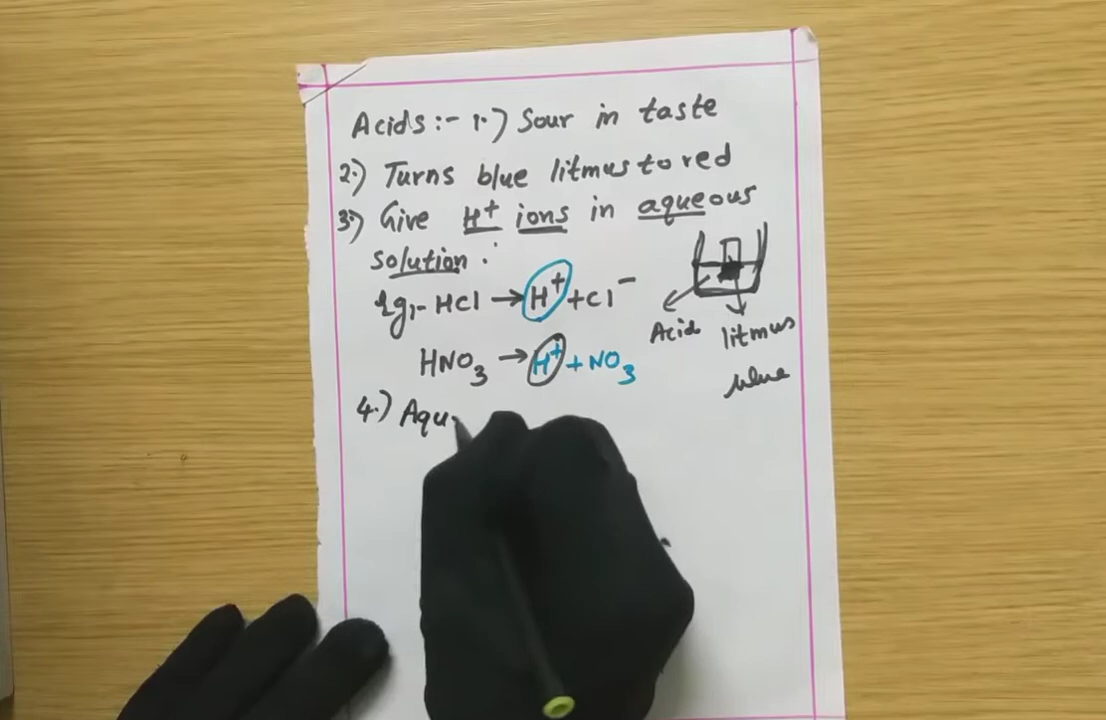 Acids :- 1.) Sour in taste
2.) Turns blue litmus to red
3.) Give H+ ions in aqueous
solution.
Eg:- HCl → H+ + Cl−
HNO3 → H+ + NO3
Acid litmus
blue
4.) Aqu